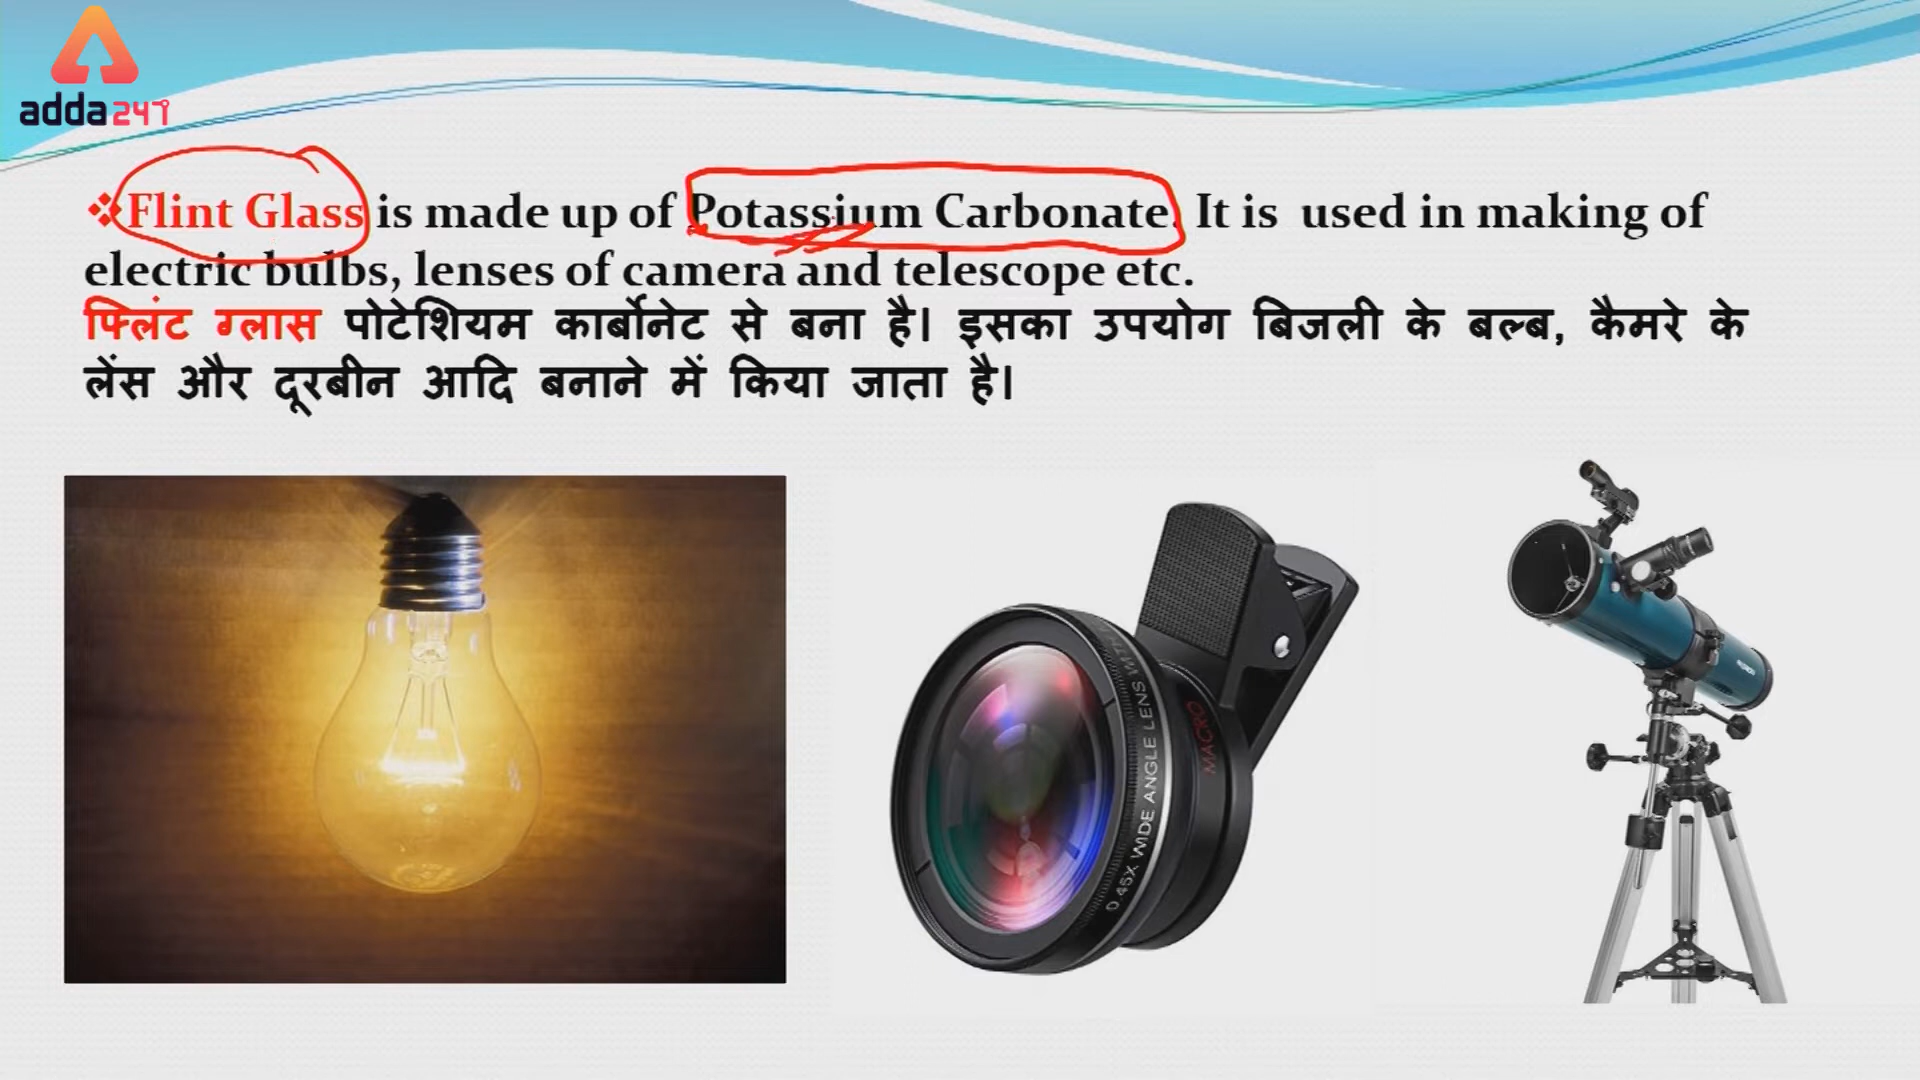 adda247
❖Flint Glass is made up of Potassium Carbonate. It is used in making of
electric bulbs, lenses of camera and telescope etc.
फ्लिंट ग्लास पोटेशियम कार्बोनेट से बना है। इसका उपयोग बिजली के बल्ब, कैमरे के
लेंस और दूरबीन आदि बनाने में किया जाता है।
0.45X WIDE ANGLE LENS WITH
MACRO